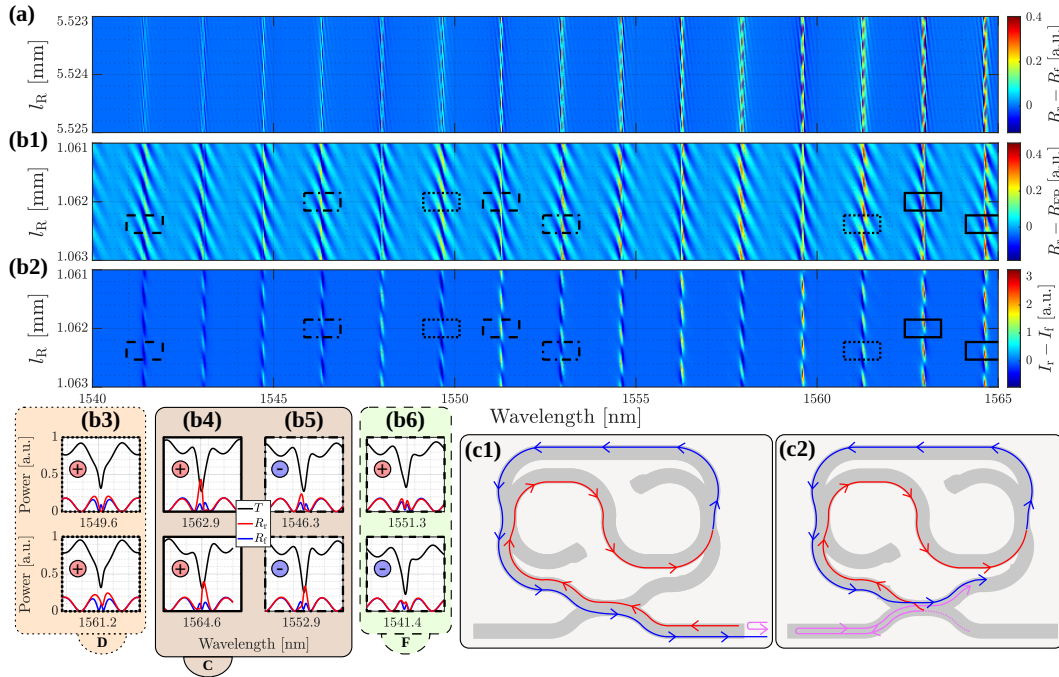 (a)
5.523
5.524
5.525
l_R [mm]
0.4
0.2
0
R_r − R_f [a.u.]
(b1)
1.061
1.062
1.063
l_R [mm]
0.4
0.2
0
R_r − R_FP [a.u.]
(b2)
1.061
1.062
1.063
l_R [mm]
3
2
1
0
I_r − I_f [a.u.]
1540
1545
1550
1555
1560
1565
Wavelength [nm]
(b3)
(b4)
(b5)
(b6)
1
0.5
0
Power [a.u.]
+
+
-
+
1549.6
1562.9
1546.3
1551.3
T
R_r
R_f
1
0.5
0
Power [a.u.]
+
+
-
-
1561.2
1564.6
1552.9
1541.4
Wavelength [nm]
D
C
F
(c1)
(c2)